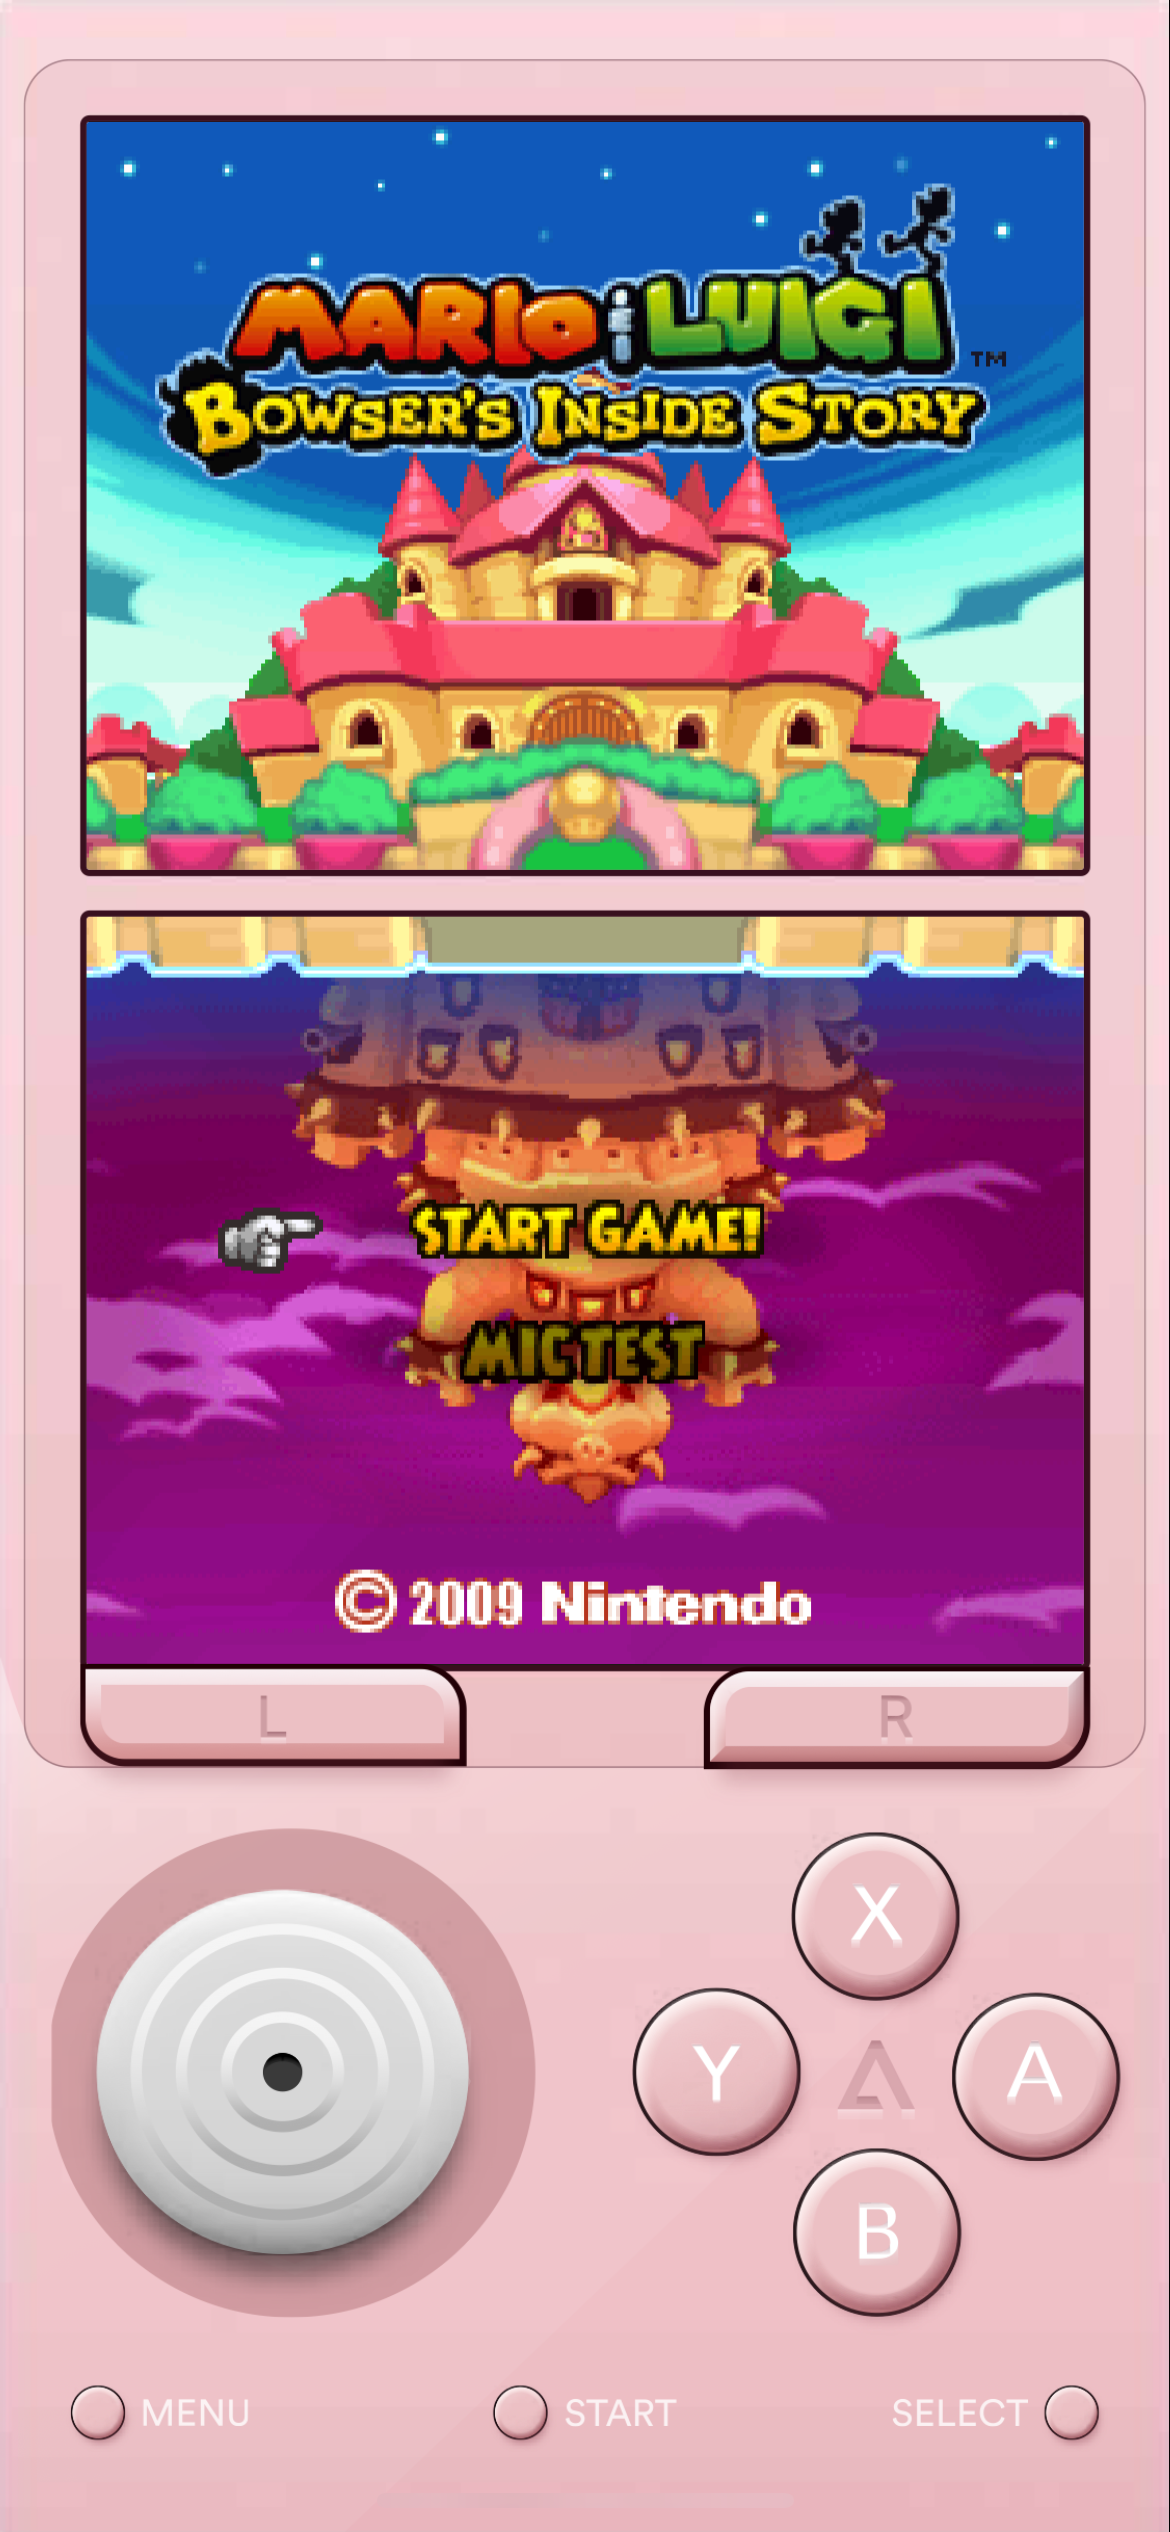 MARIO & LUIGI
TM
BOWSER'S INSIDE STORY
START GAME!
MIC TEST
© 2009 Nintendo
L
R
X
Y
A
B
MENU
START
SELECT